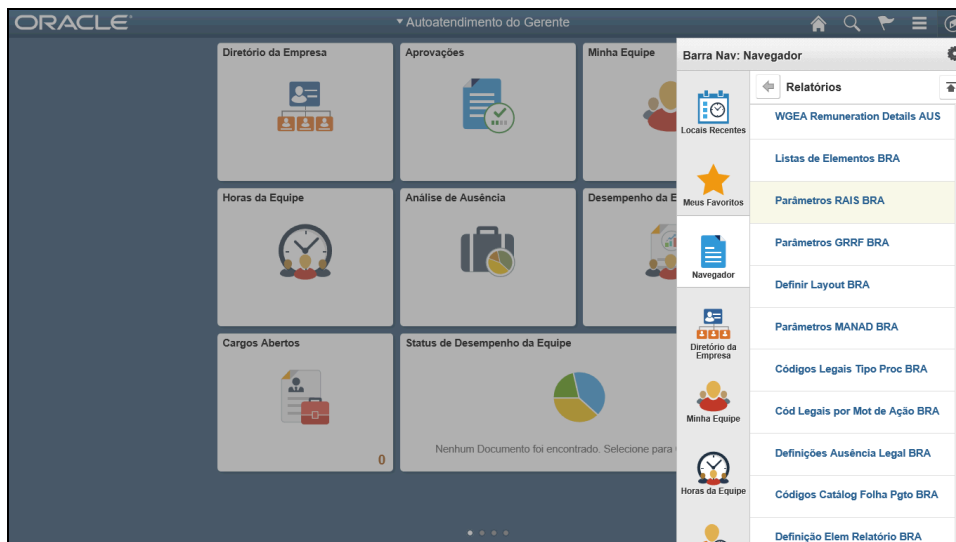 ORACLE
Autoatendimento do Gerente
Diretório da Empresa
Aprovações
Minha Equipe
Horas da Equipe
Análise de Ausência
Desempenho da E
Cargos Abertos
0
Status de Desempenho da Equipe
Nenhum Documento foi encontrado. Selecione para
Barra Nav: Navegador
Locais Recentes
Meus Favoritos
Navegador
Diretório da
Empresa
Minha Equipe
Horas da Equipe
Relatórios
WGEA Remuneration Details AUS
Listas de Elementos BRA
Parâmetros RAIS BRA
Parâmetros GRRF BRA
Definir Layout BRA
Parâmetros MANAD BRA
Códigos Legais Tipo Proc BRA
Cód Legais por Mot de Ação BRA
Definições Ausência Legal BRA
Códigos Catálog Folha Pgto BRA
Definição Elem Relatório BRA